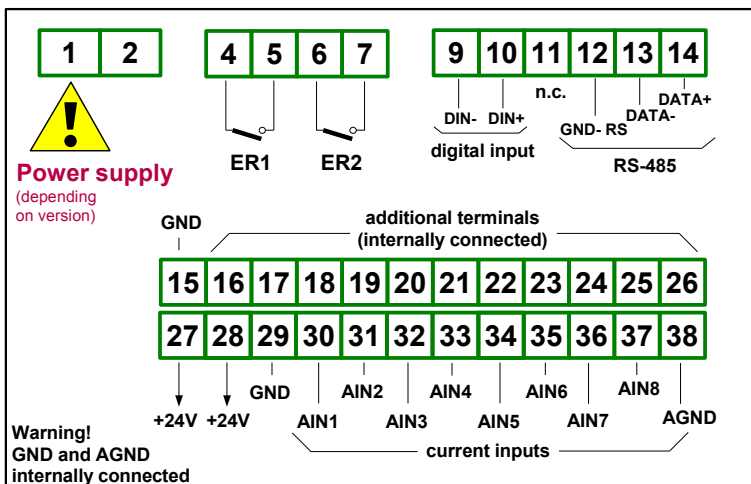 1 2 4 5 6 7 9 10 11 12 13 14
n.c.
DIN- DIN+ GND- RS DATA- DATA+
digital input
RS-485
ER1 ER2
!
Power supply
(depending
on version)
GND
additional terminals
(internally connected)
15 16 17 18 19 20 21 22 23 24 25 26
27 28 29 30 31 32 33 34 35 36 37 38
GND AIN2 AIN4 AIN6 AIN8
+24V +24V AIN1 AIN3 AIN5 AIN7 AGND
current inputs
Warning!
GND and AGND
internally connected